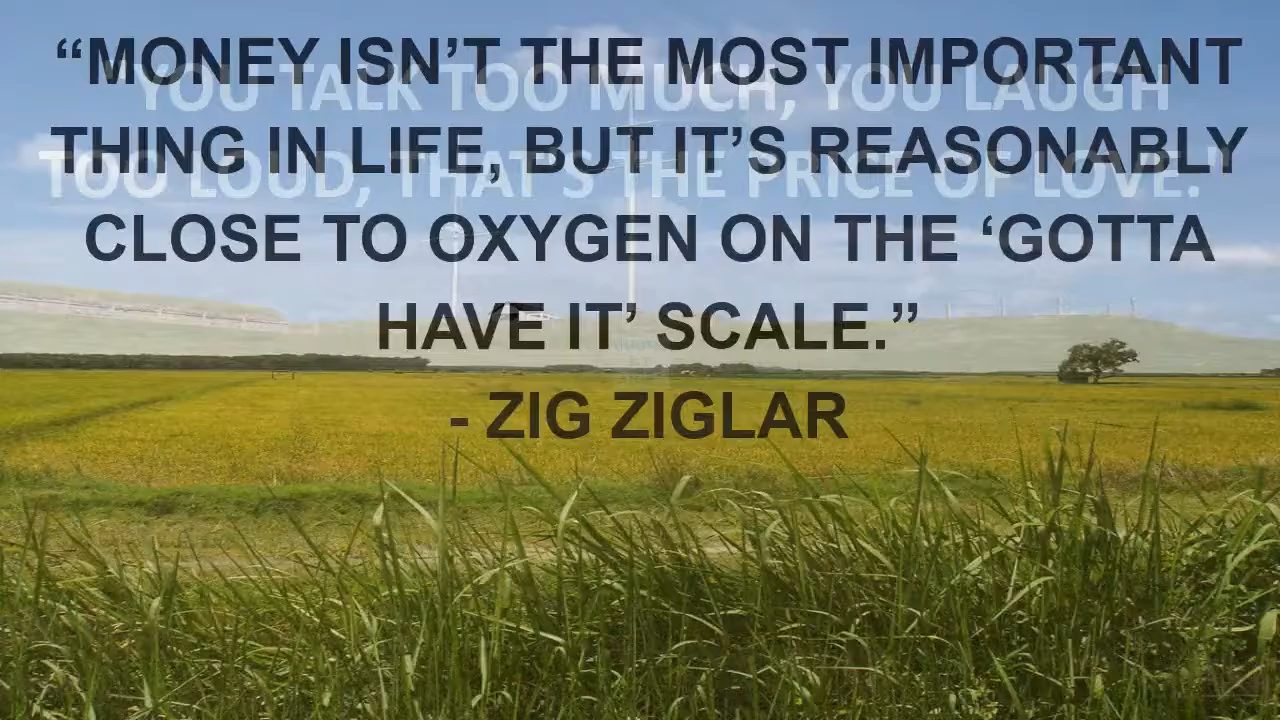 “MONEY ISN’T THE MOST IMPORTANT
THING IN LIFE, BUT IT’S REASONABLY
CLOSE TO OXYGEN ON THE ‘GOTTA
HAVE IT’ SCALE.”
- ZIG ZIGLAR
"YOU TALK TOO MUCH, YOU LAUGH
TOO LOUD, THAT'S THE PRICE OF LOVE."